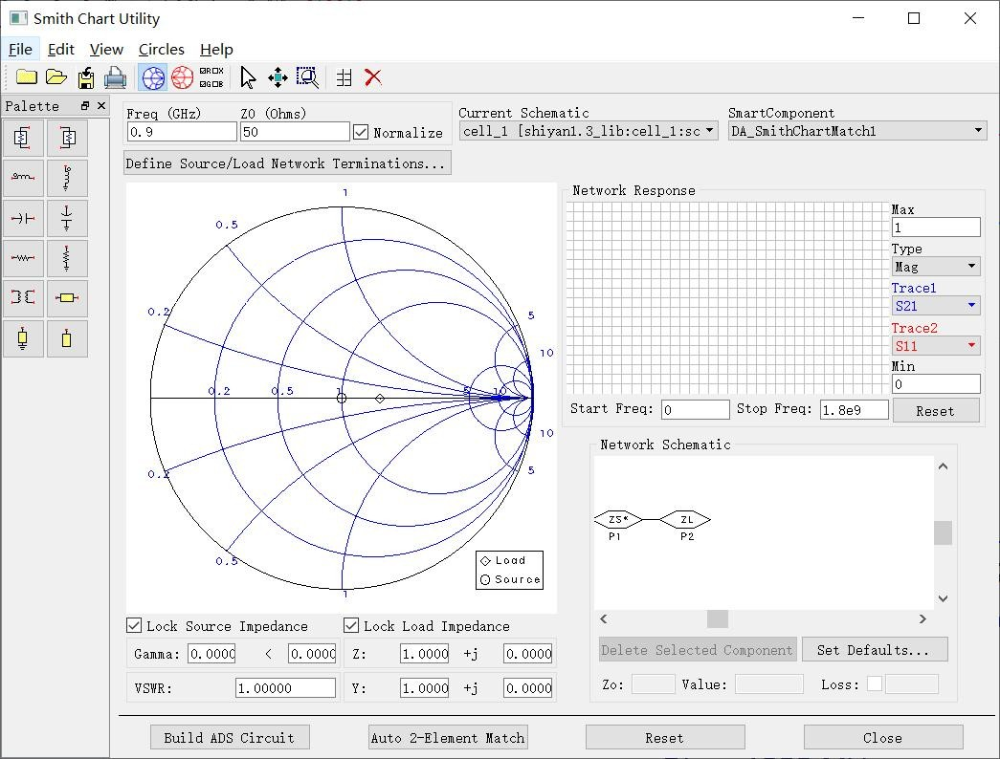 Smith Chart Utility
File Edit View Circles Help
Palette
Freq (GHz) Z0 (Ohms)
0.9 50 Normalize
Current Schematic SmartComponent
cell_1 [shiyan1.3_lib:cell_1:sc DA_SmithChartMatch1
Define Source/Load Network Terminations...
1
0.5
0.2
5
10
0.2 0.5 1 5 10
10
5
0.2
0.5
1
Load
Source
Network Response
Max
1
Type
Mag
Trace1
S21
Trace2
S11
Min
0
Start Freq: 0 Stop Freq: 1.8e9 Reset
Network Schematic
ZS* ZL
P1 P2
Lock Source Impedance Lock Load Impedance
Gamma: 0.0000 < 0.0000 Z: 1.0000 +j 0.0000
VSWR: 1.00000 Y: 1.0000 +j 0.0000
Delete Selected Component Set Defaults...
Zo: Value: Loss:
Build ADS Circuit Auto 2-Element Match Reset Close